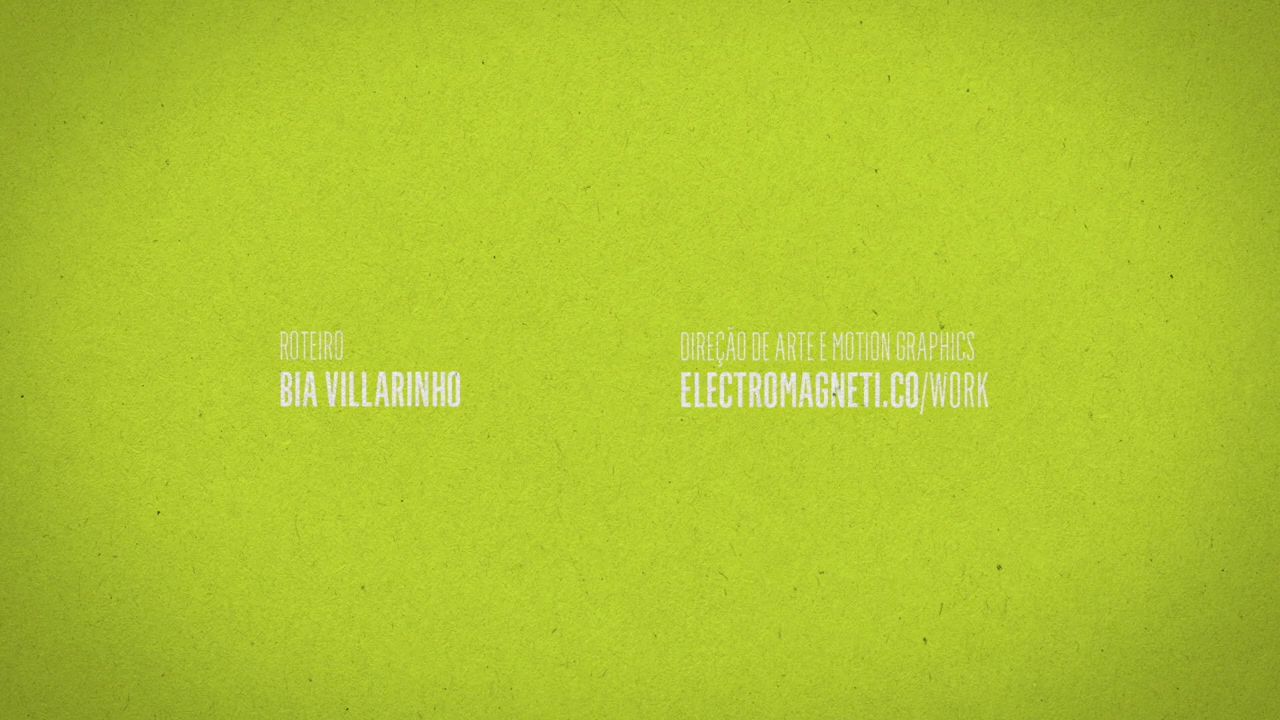 ROTEIRO
BIA VILLARINHO
DIREÇÃO DE ARTE E MOTION GRAPHICS
ELECTROMAGNETI.CO/WORK